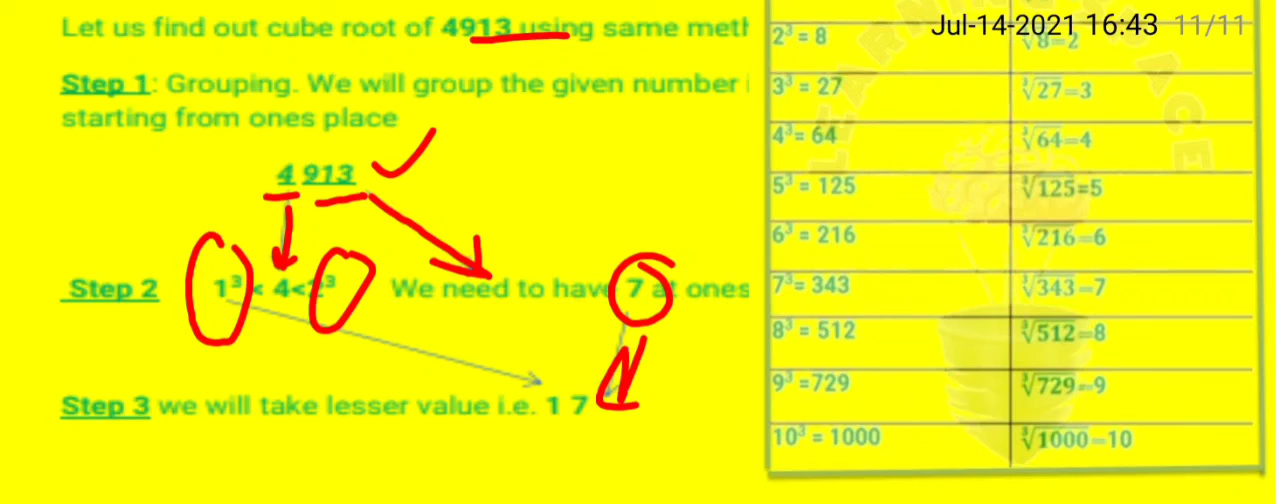 Let us find out cube root of 4913 using same meth
Step 1: Grouping. We will group the given number i
starting from ones place
4 913
Step 2 1³ < 4<2³ We need to have 7 at ones
Step 3 we will take lesser value i.e. 1 7
Jul-14-2021 16:43 11/11
2³ = 8 ∛8=2
3³ = 27 ∛27=3
4³= 64 ∛64=4
5³ = 125 ∛125=5
6³ = 216 ∛216=6
7³= 343 ∛343=7
8³ = 512 ∛512=8
9³ =729 ∛729=9
10³ = 1000 ∛1000=10
LEARNING SPACE